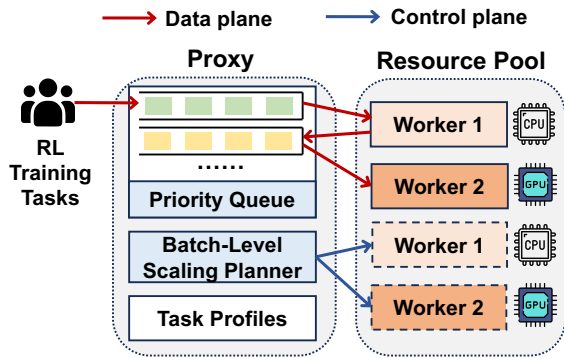 Data plane
Control plane
Proxy
Resource Pool
RL
Training
Tasks
......
Priority Queue
Batch-Level
Scaling Planner
Task Profiles
Worker 1
CPU
Worker 2
GPU
Worker 1
CPU
Worker 2
GPU